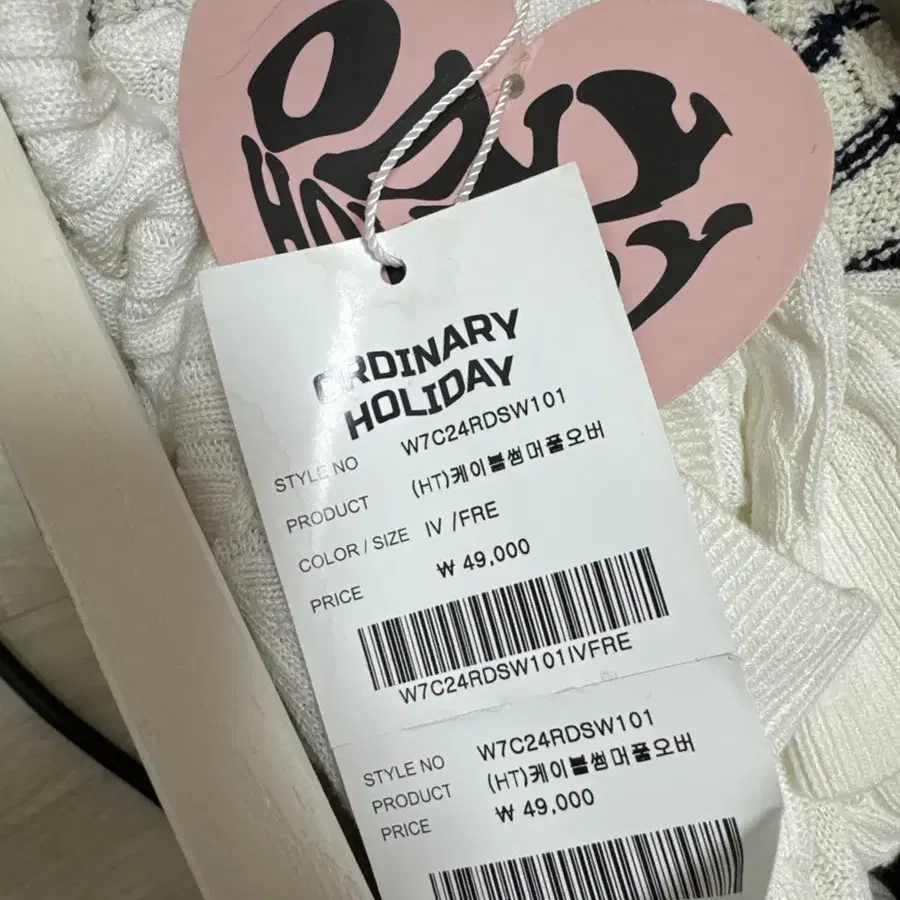 ORDINARY
HOLIDAY
STYLE NO W7C24RDSW101
PRODUCT (HT)케이블썸머풀오버
COLOR / SIZE IV /FRE
PRICE ₩ 49,000
W7C24RDSW101IVFRE
STYLE NO W7C24RDSW101
PRODUCT (HT)케이블썸머풀오버
PRICE ₩ 49,000